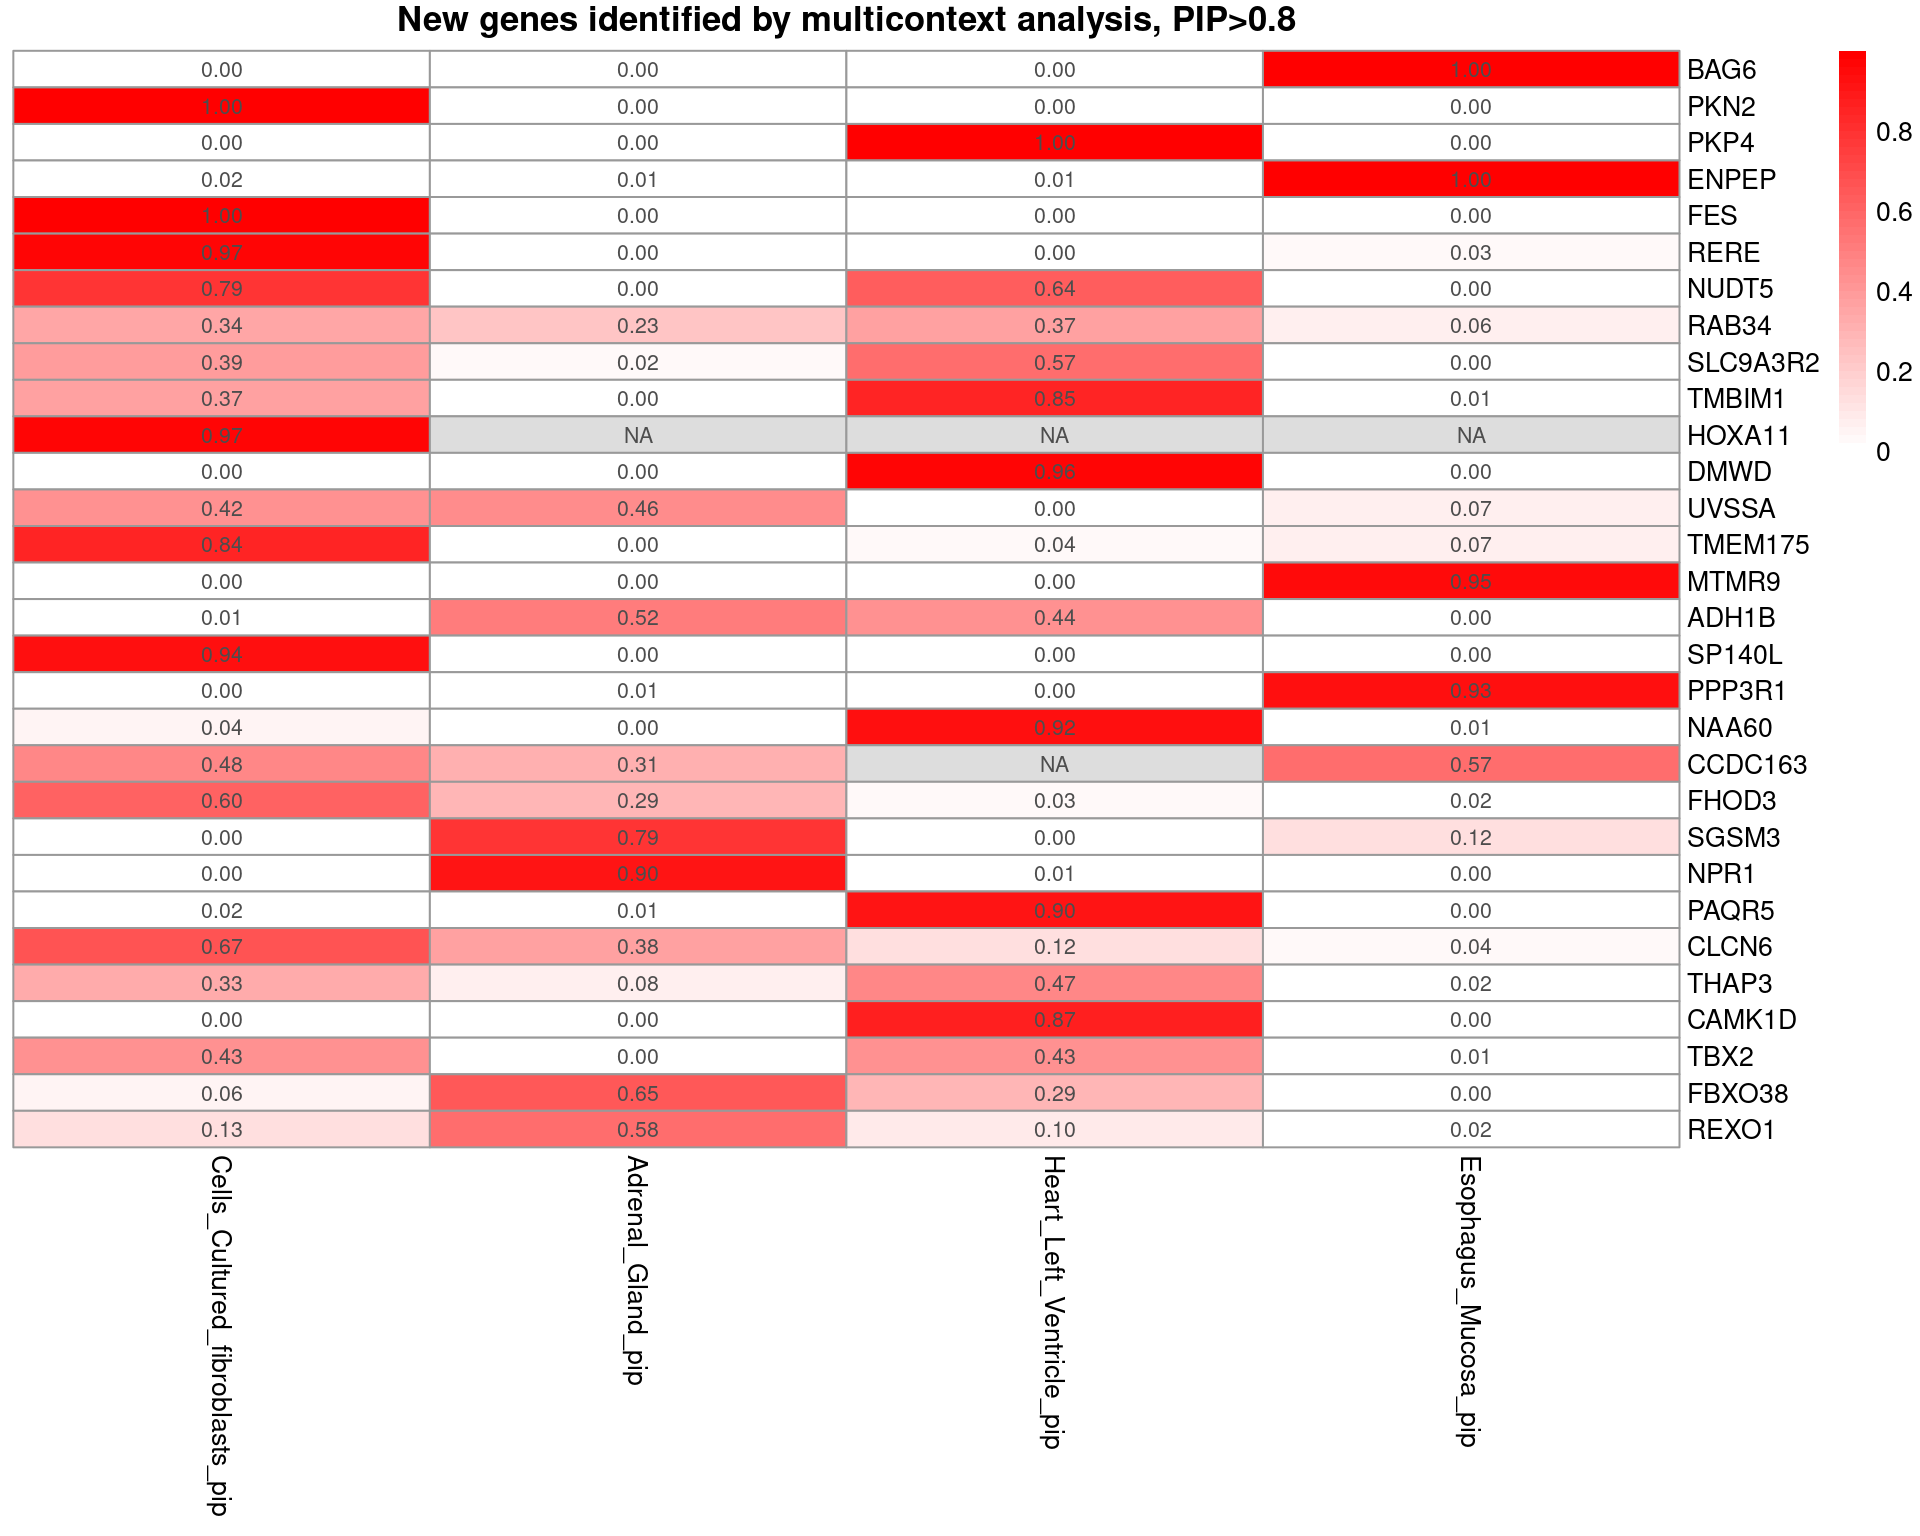 New genes identified by multicontext analysis, PIP>0.8
0.00 0.00 0.00 1.00 BAG6
1.00 0.00 0.00 0.00 PKN2
0.00 0.00 1.00 0.00 PKP4
0.02 0.01 0.01 1.00 ENPEP
1.00 0.00 0.00 0.00 FES
0.97 0.00 0.00 0.03 RERE
0.79 0.00 0.64 0.00 NUDT5
0.34 0.23 0.37 0.06 RAB34
0.39 0.02 0.57 0.00 SLC9A3R2
0.37 0.00 0.85 0.01 TMBIM1
0.97 NA NA NA HOXA11
0.00 0.00 0.96 0.00 DMWD
0.42 0.46 0.00 0.07 UVSSA
0.84 0.00 0.04 0.07 TMEM175
0.00 0.00 0.00 0.95 MTMR9
0.01 0.52 0.44 0.00 ADH1B
0.94 0.00 0.00 0.00 SP140L
0.00 0.01 0.00 0.93 PPP3R1
0.04 0.00 0.92 0.01 NAA60
0.48 0.31 NA 0.57 CCDC163
0.60 0.29 0.03 0.02 FHOD3
0.00 0.79 0.00 0.12 SGSM3
0.00 0.90 0.01 0.00 NPR1
0.02 0.01 0.90 0.00 PAQR5
0.67 0.38 0.12 0.04 CLCN6
0.33 0.08 0.47 0.02 THAP3
0.00 0.00 0.87 0.00 CAMK1D
0.43 0.00 0.43 0.01 TBX2
0.06 0.65 0.29 0.00 FBXO38
0.13 0.58 0.10 0.02 REXO1
Cells_Cultured_fibroblasts_pip
Adrenal_Gland_pip
Heart_Left_Ventricle_pip
Esophagus_Mucosa_pip
0.8
0.6
0.4
0.2
0